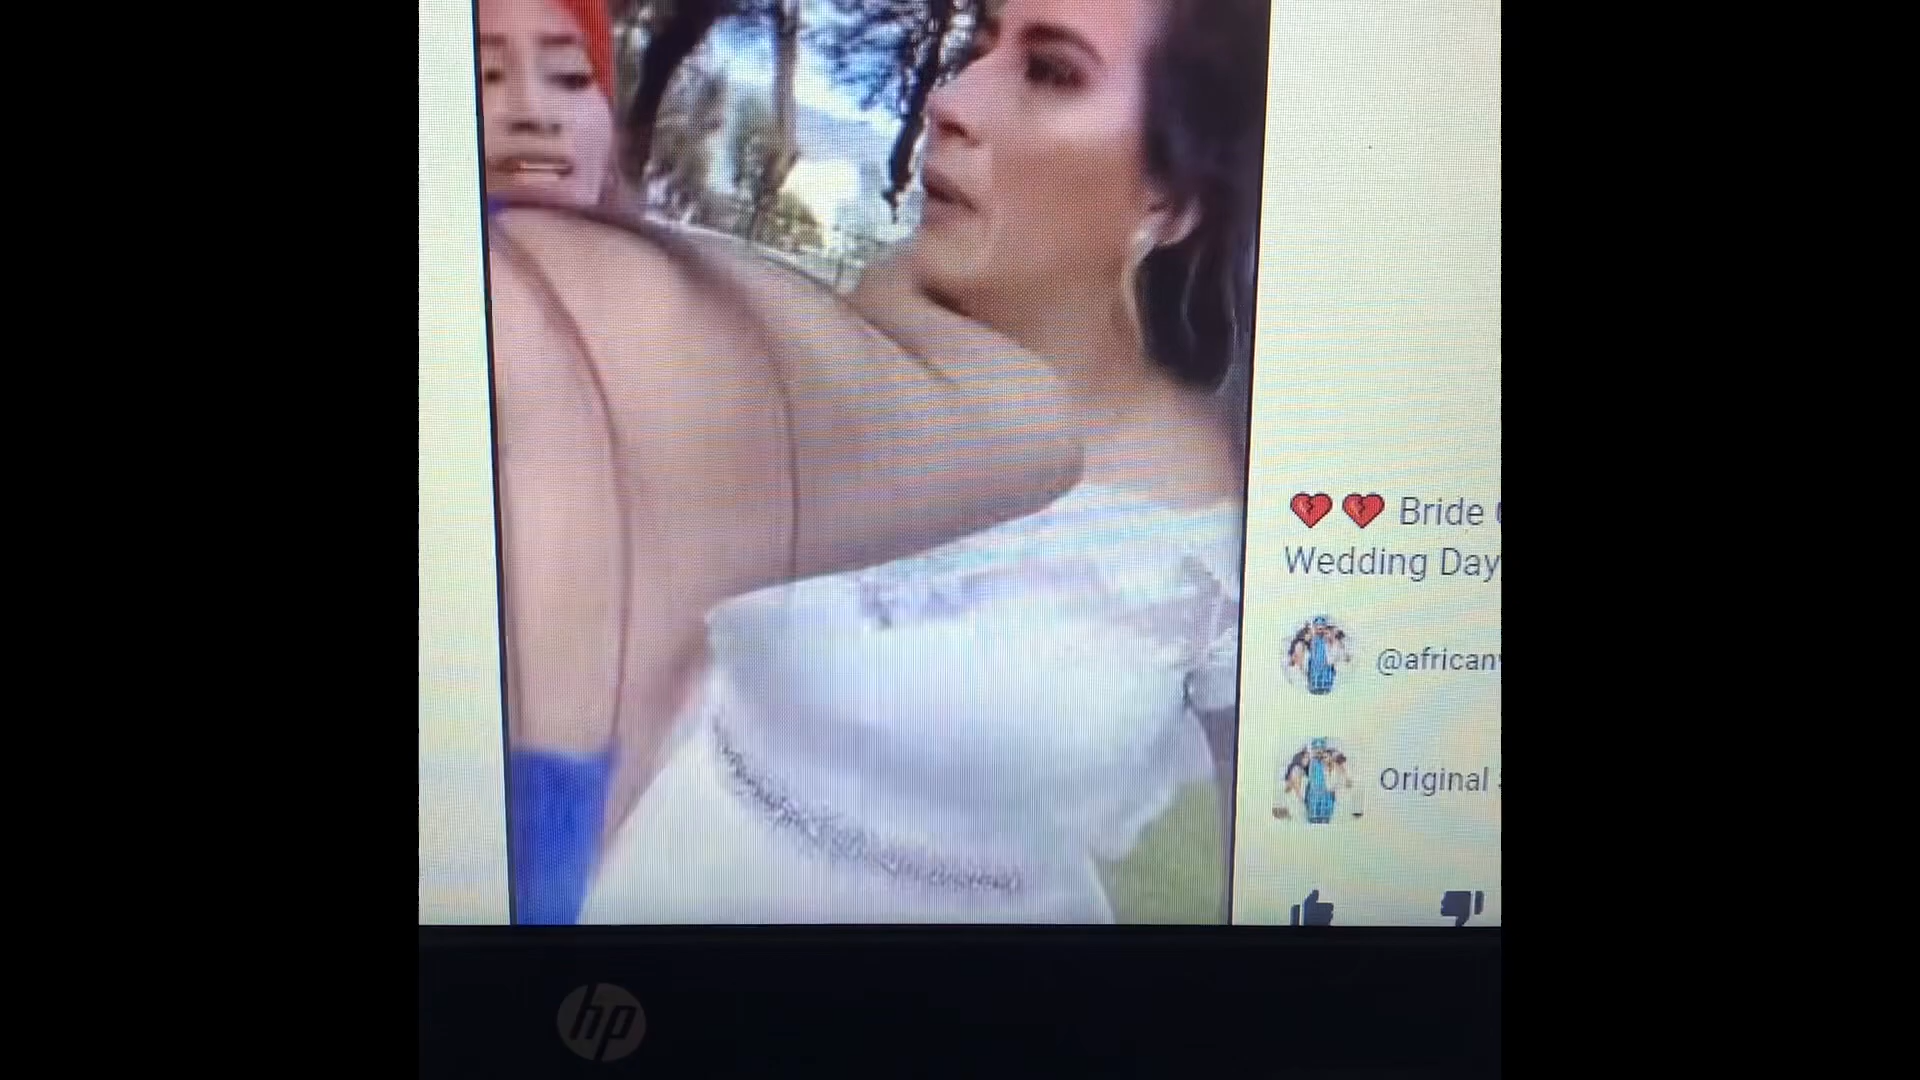 💔 💔 Bride
Wedding Day
@african
Original
hp